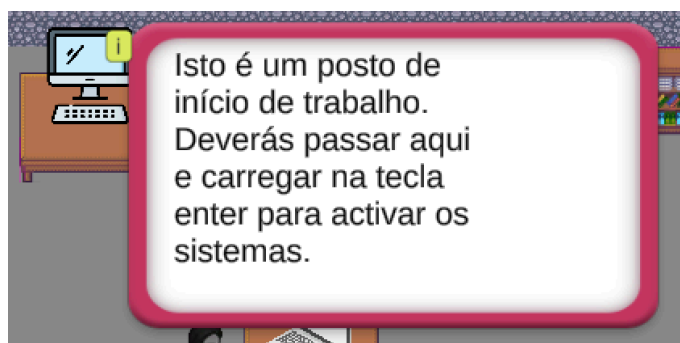 i
Isto é um posto de
início de trabalho.
Deverás passar aqui
e carregar na tecla
enter para activar os
sistemas.